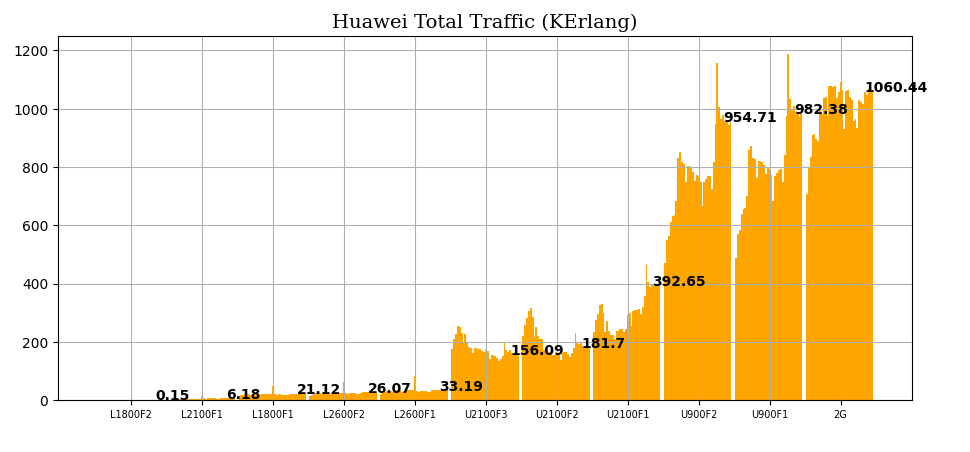 Huawei Total Traffic (KErlang)
1200
1000
800
600
400
200
0
0.15
6.18
21.12
26.07
33.19
156.09
181.7
392.65
954.71
982.38
1060.44
L1800F2
L2100F1
L1800F1
L2600F2
L2600F1
U2100F3
U2100F2
U2100F1
U900F2
U900F1
2G